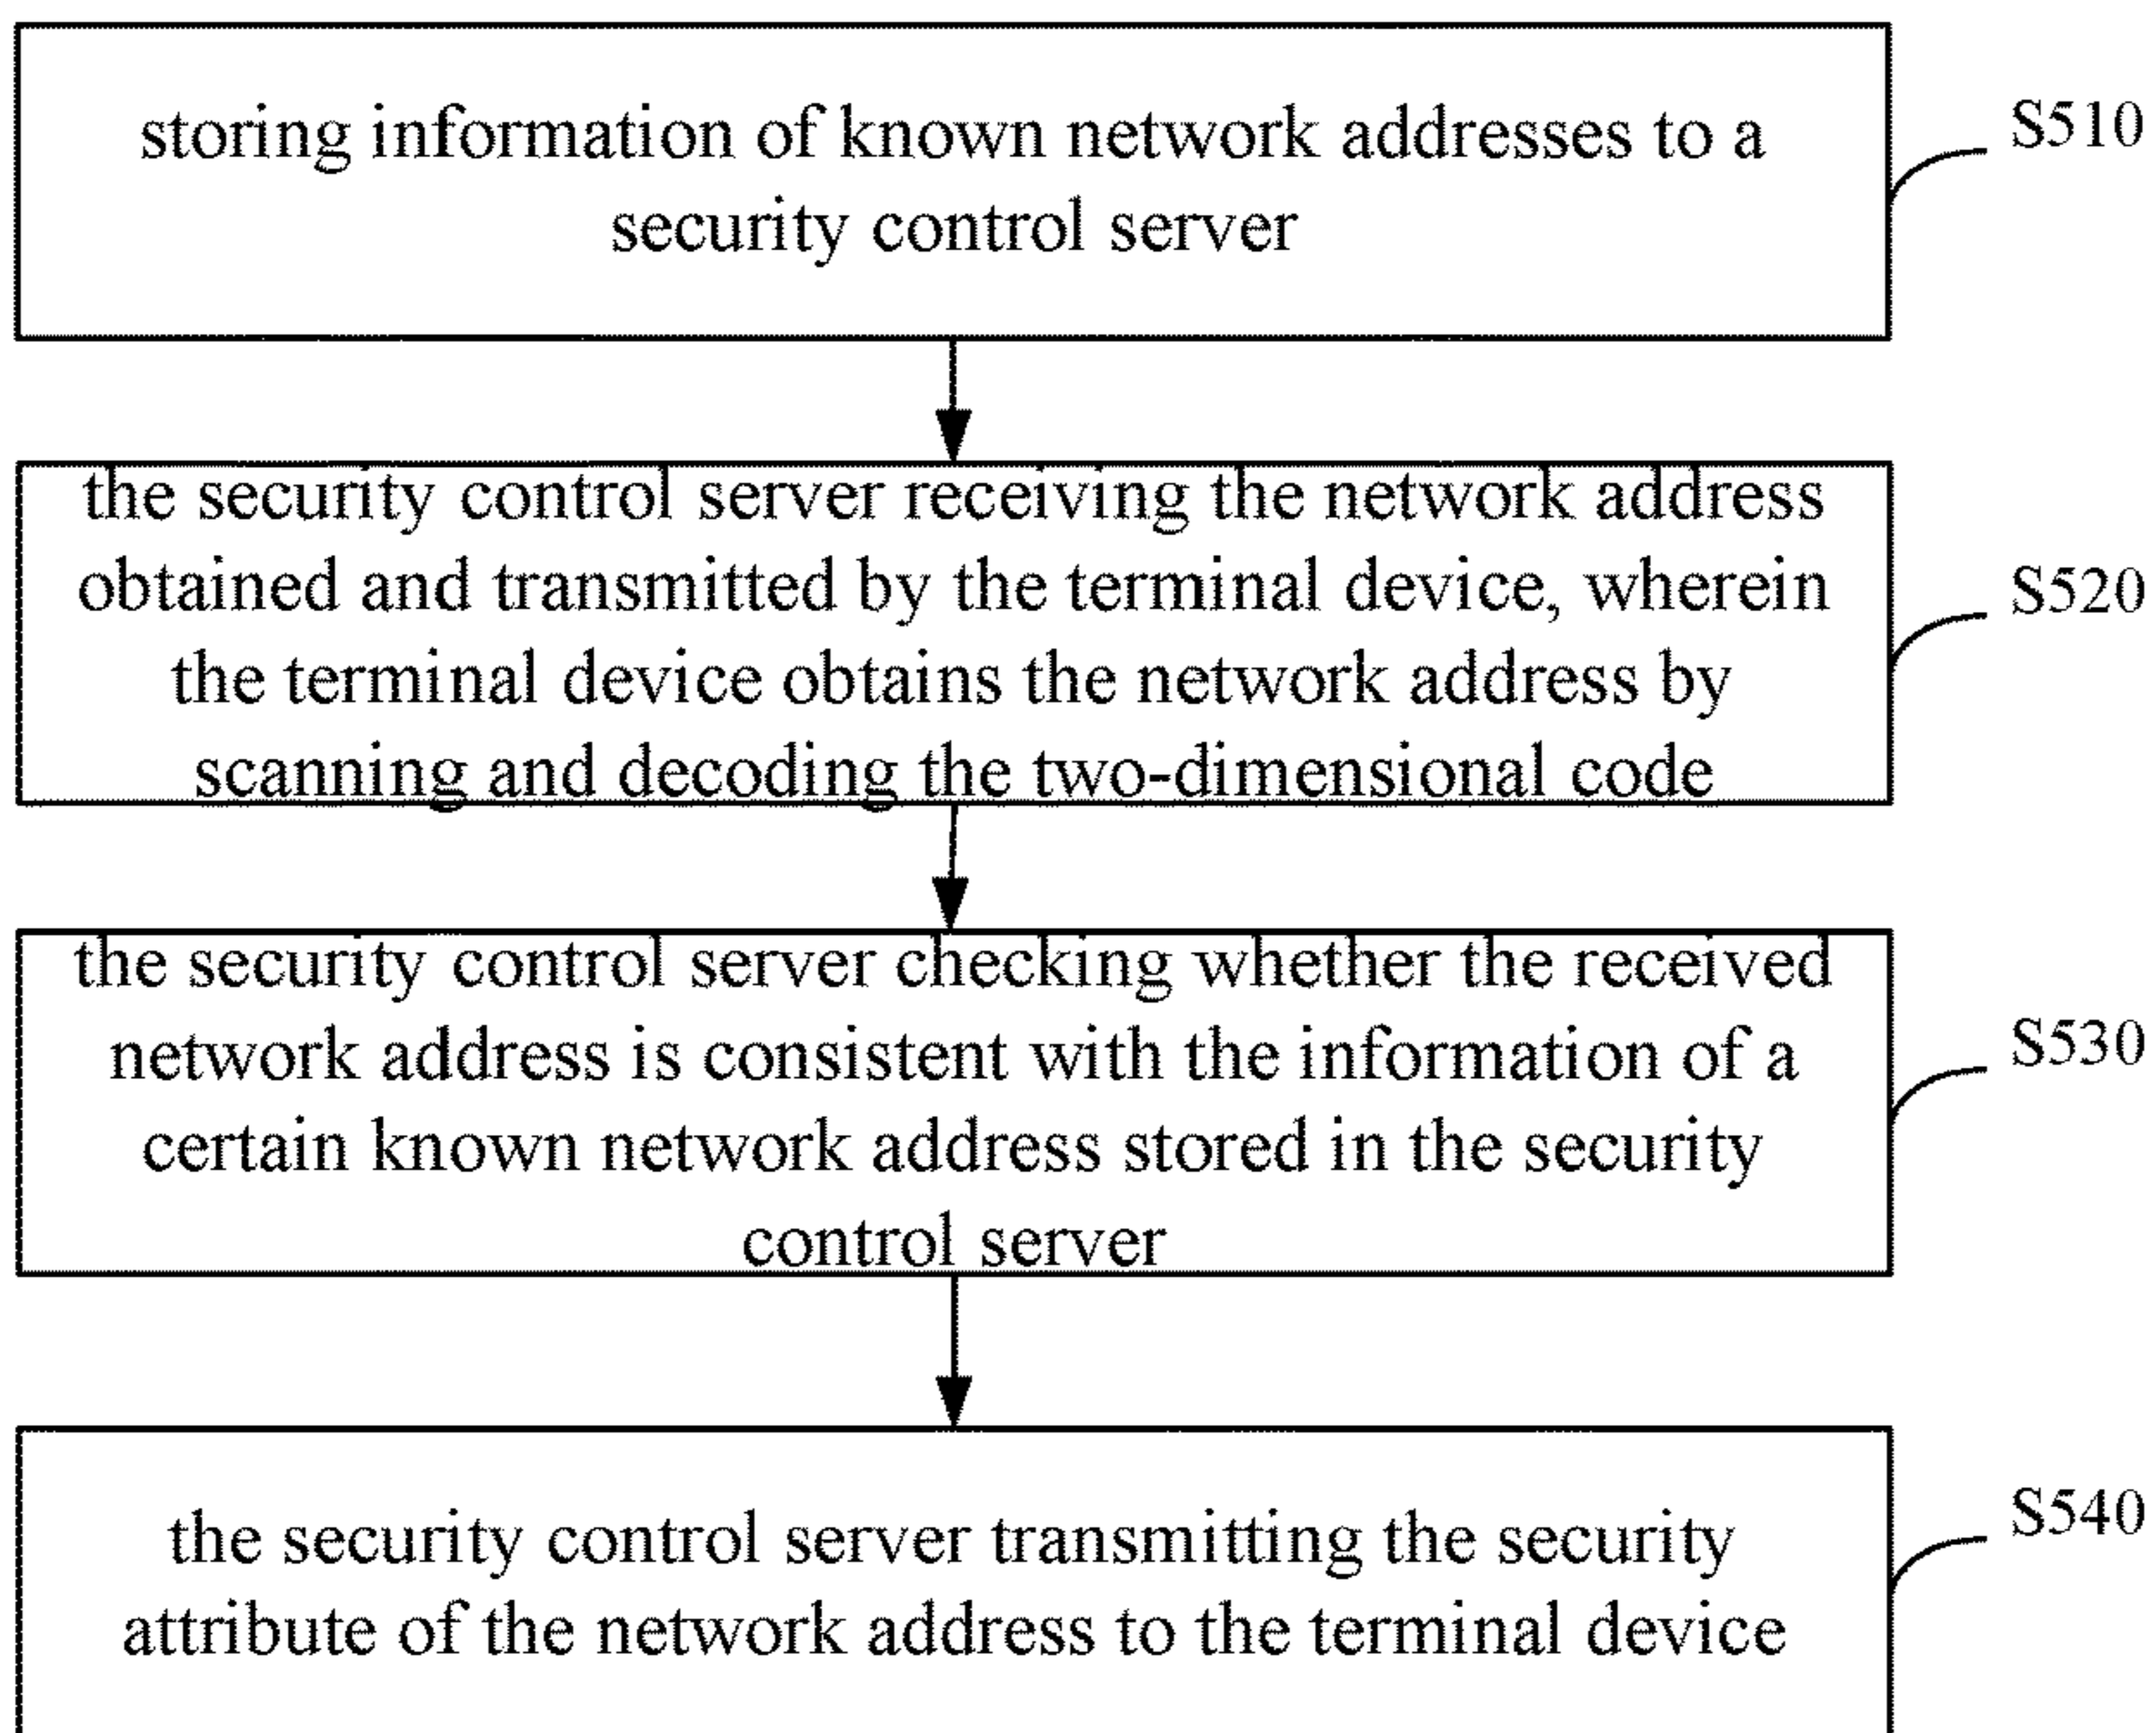 storing information of known network addresses to a
security control server
S510
the security control server receiving the network address
obtained and transmitted by the terminal device, wherein
the terminal device obtains the network address by
scanning and decoding the two-dimensional code
S520
the security control server checking whether the received
network address is consistent with the information of a
certain known network address stored in the security
control server
S530
the security control server transmitting the security
attribute of the network address to the terminal device
S540